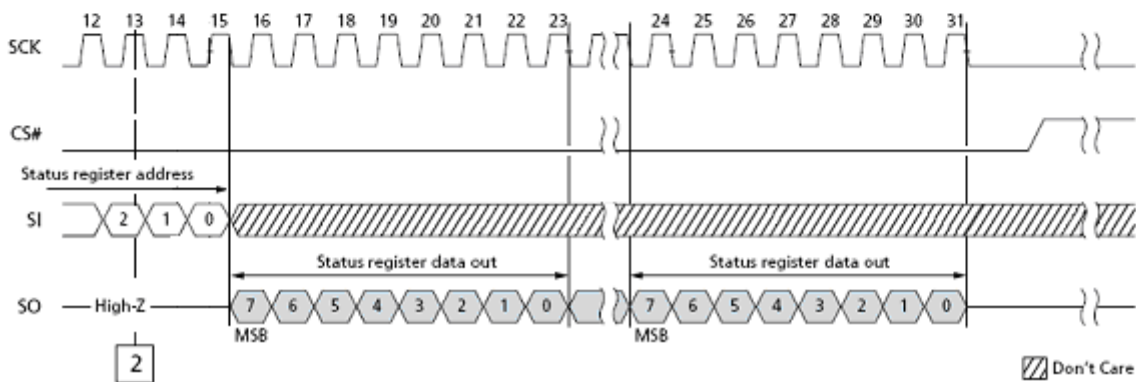 12 13 14 15 16 17 18 19 20 21 22 23 24 25 26 27 28 29 30 31
SCK
CS#
Status register address
SI 2 1 0
Status register data out Status register data out
SO High-Z 7 6 5 4 3 2 1 0 7 6 5 4 3 2 1 0
MSB MSB
2
Don't Care